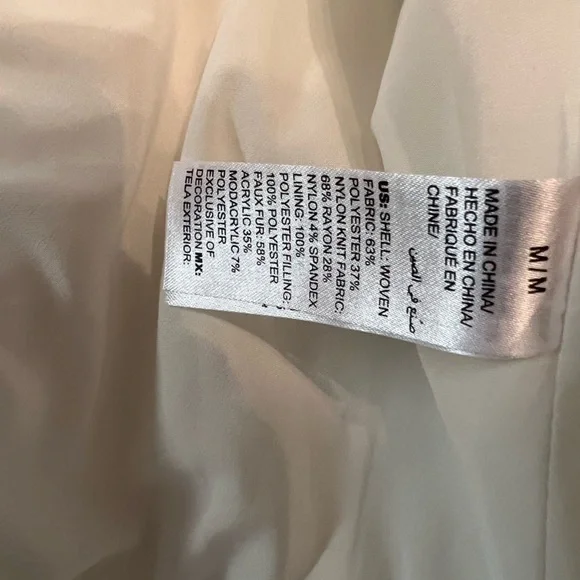 M/M
MADE IN CHINA/
HECHO EN CHINA/
FABRIQUÉ EN
CHINE/
صنع في الصين
US: SHELL: WOVEN
FABRIC: 63%
POLYESTER 37%
NYLON KNIT FABRIC:
68% RAYON 28%
NYLON 4% SPANDEX
LINING: 100%
POLYESTER FILLING:
100% POLYESTER
FAUX FUR: 58%
ACRYLIC 35%
MODACRYLIC 7%
POLYESTER
EXCLUSIVE OF
DECORATION MX:
TELA EXTERIOR: